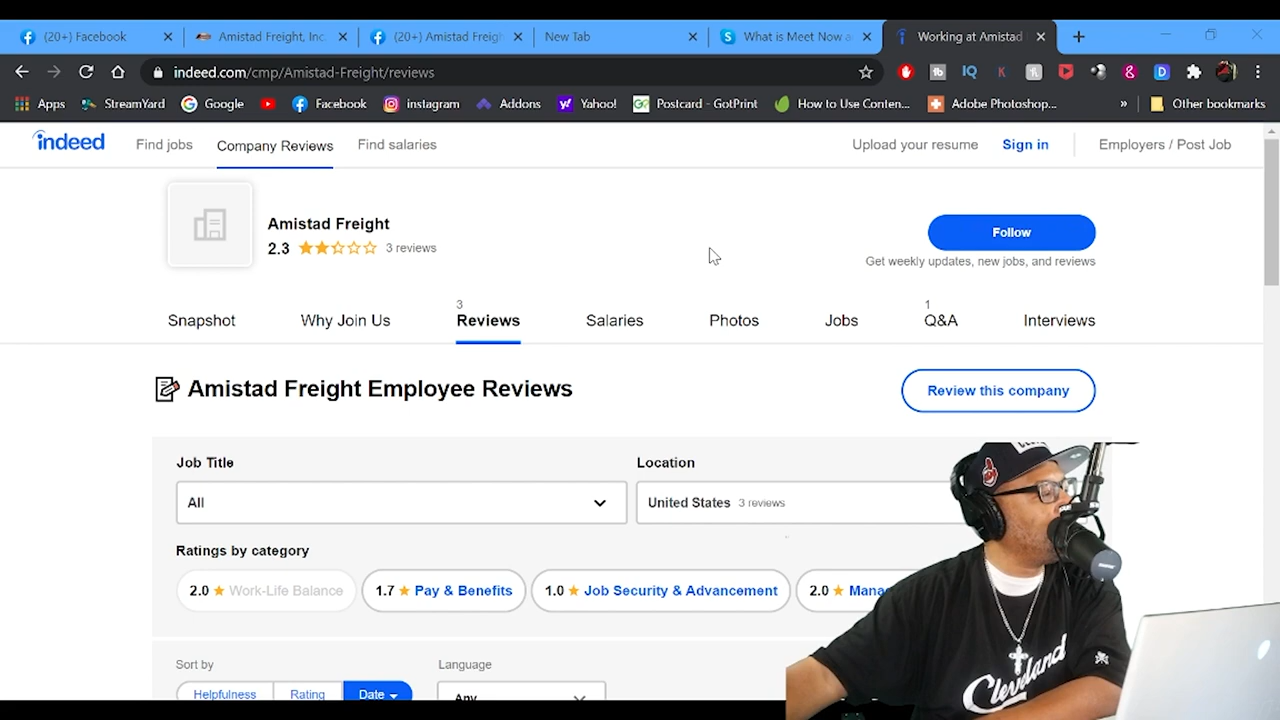 (20+) Facebook
Amistad Freight, Inc.
(20+) Amistad Freigh
New Tab
What is Meet Now a
Working at Amistad
indeed.com/cmp/Amistad-Freight/reviews
Apps
StreamYard
Google
Facebook
instagram
Addons
Yahoo!
Postcard - GotPrint
How to Use Conten...
Adobe Photoshop...
»
Other bookmarks
indeed
Find jobs
Company Reviews
Find salaries
Upload your resume
Sign in
Employers / Post Job
Amistad Freight
2.3
3 reviews
Follow
Get weekly updates, new jobs, and reviews
Snapshot
Why Join Us
3
Reviews
Salaries
Photos
Jobs
1
Q&A
Interviews
Amistad Freight Employee Reviews
Review this company
Job Title
Location
All
United States 3 reviews
Ratings by category
2.0 Work-Life Balance
1.7 Pay & Benefits
1.0 Job Security & Advancement
2.0 Mana
Sort by
Language
Helpfulness
Rating
Date
Any
Cleveland